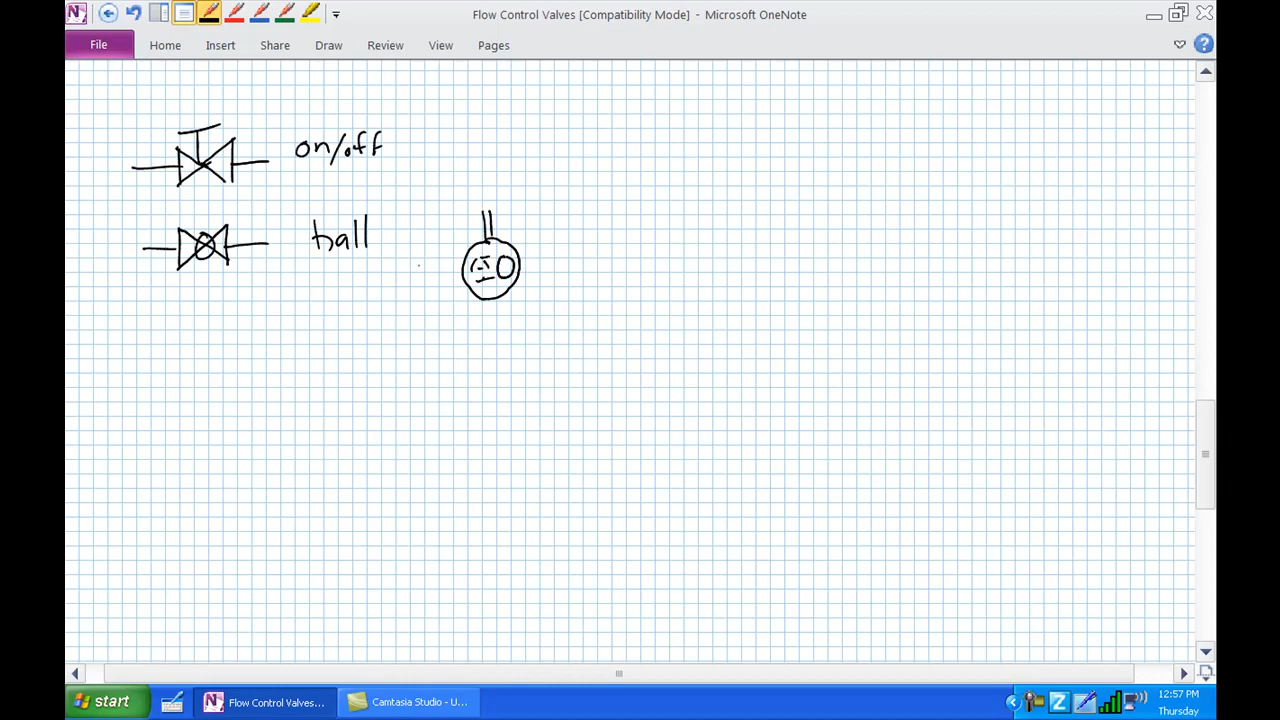 Flow Control Valves [Compatibility Mode] - Microsoft OneNote
File Home Insert Share Draw Review View Pages
on/off
ball
start Flow Control Valves... Camtasia Studio - U... 12:57 PM
Thursday